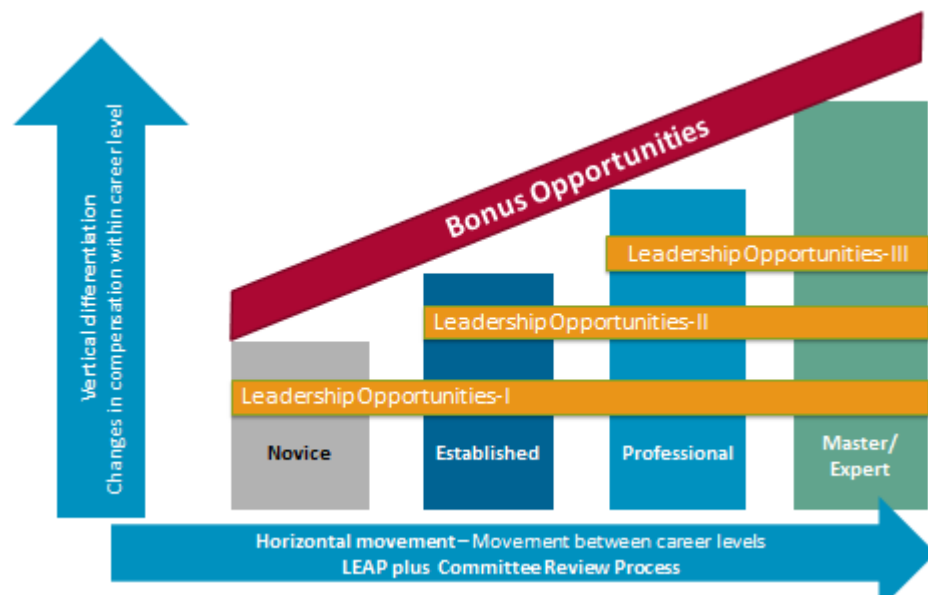 Vertical differentiation
Changes in compensation within career level
Bonus Opportunities
Leadership Opportunities-III
Leadership Opportunities-II
Leadership Opportunities-I
Novice
Established
Professional
Master/
Expert
Horizontal movement – Movement between career levels
LEAP plus Committee Review Process